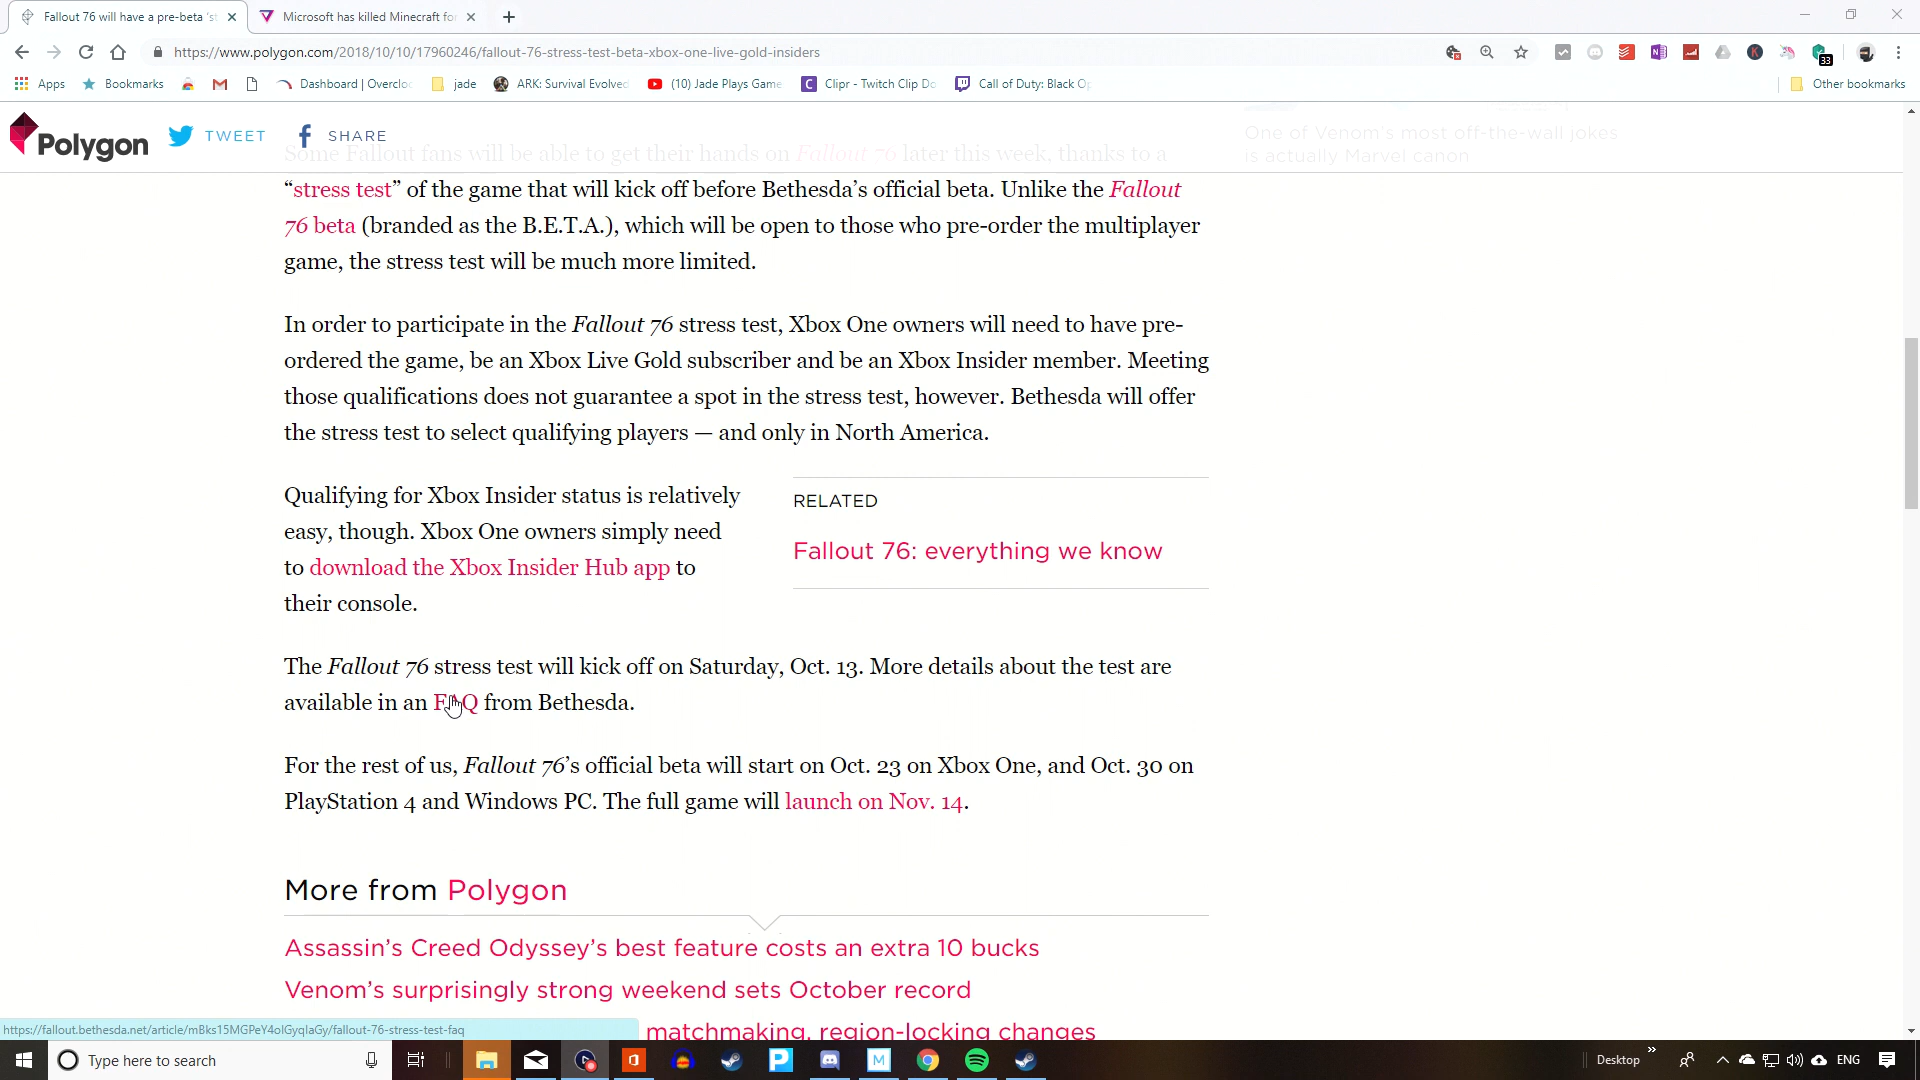 Fallout 76 will have a pre-beta 'st
Microsoft has killed Minecraft for
https://www.polygon.com/2018/10/10/17960246/fallout-76-stress-test-beta-xbox-one-live-gold-insiders
33
Apps
Bookmarks
Dashboard | Overcloc
jade
ARK: Survival Evolved
(10) Jade Plays Game
Clipr - Twitch Clip Do
Call of Duty: Black Op
Other bookmarks
Polygon
TWEET
SHARE
One of Venom's most off-the-wall jokes
is actually Marvel canon
Some Fallout fans will be able to get their hands on Fallout 76 later this week, thanks to a
“stress test” of the game that will kick off before Bethesda’s official beta. Unlike the Fallout
76 beta (branded as the B.E.T.A.), which will be open to those who pre-order the multiplayer
game, the stress test will be much more limited.
In order to participate in the Fallout 76 stress test, Xbox One owners will need to have pre-
ordered the game, be an Xbox Live Gold subscriber and be an Xbox Insider member. Meeting
those qualifications does not guarantee a spot in the stress test, however. Bethesda will offer
the stress test to select qualifying players — and only in North America.
Qualifying for Xbox Insider status is relatively
easy, though. Xbox One owners simply need
to download the Xbox Insider Hub app to
their console.
RELATED
Fallout 76: everything we know
The Fallout 76 stress test will kick off on Saturday, Oct. 13. More details about the test are
available in an FAQ from Bethesda.
For the rest of us, Fallout 76’s official beta will start on Oct. 23 on Xbox One, and Oct. 30 on
PlayStation 4 and Windows PC. The full game will launch on Nov. 14.
More from Polygon
Assassin’s Creed Odyssey’s best feature costs an extra 10 bucks
Venom’s surprisingly strong weekend sets October record
matchmaking, region-locking changes
https://fallout.bethesda.net/article/mBks15MGPeY4olGyqlaGy/fallout-76-stress-test-faq
Type here to search
Desktop
ENG